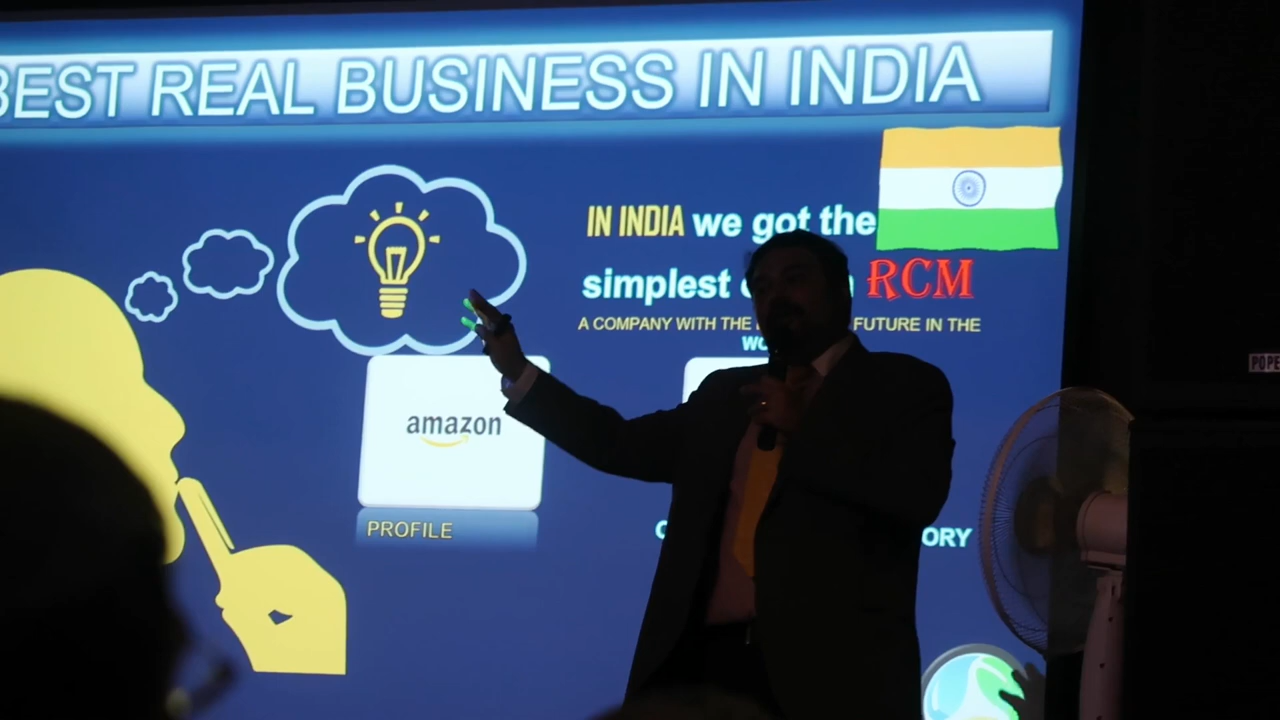 BEST REAL BUSINESS IN INDIA
IN INDIA we got the
simplest
RCM
A COMPANY WITH THE
FUTURE IN THE
amazon
PROFILE